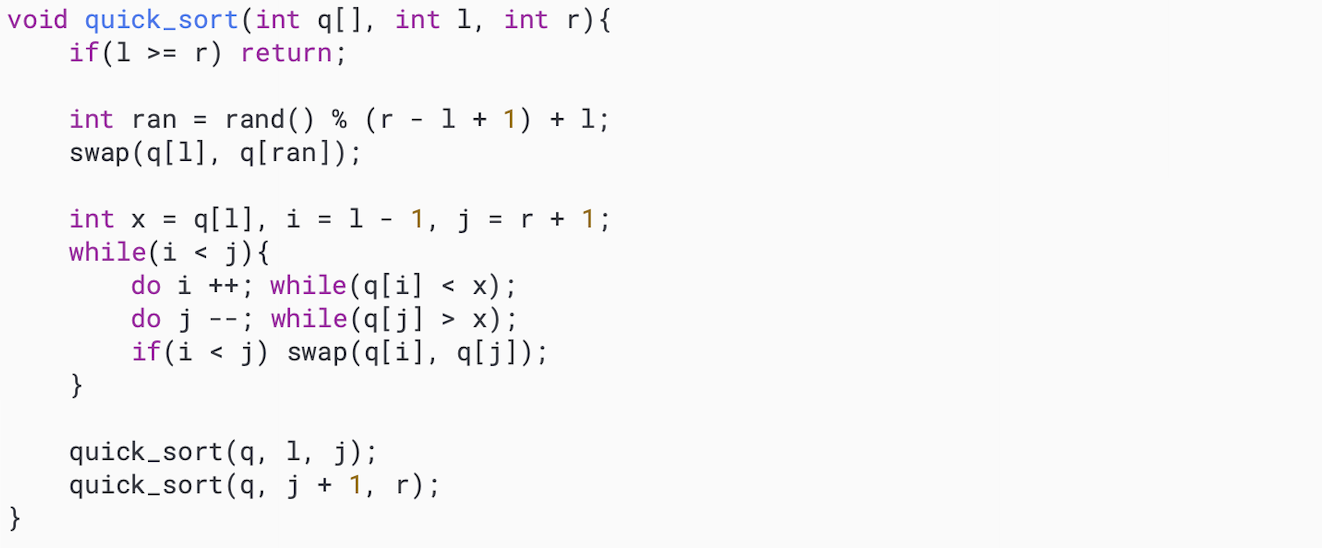 void quick_sort(int q[], int l, int r){
    if(l >= r) return;

    int ran = rand() % (r - l + 1) + l;
    swap(q[l], q[ran]);

    int x = q[l], i = l - 1, j = r + 1;
    while(i < j){
        do i ++; while(q[i] < x);
        do j --; while(q[j] > x);
        if(i < j) swap(q[i], q[j]);
    }

    quick_sort(q, l, j);
    quick_sort(q, j + 1, r);
}